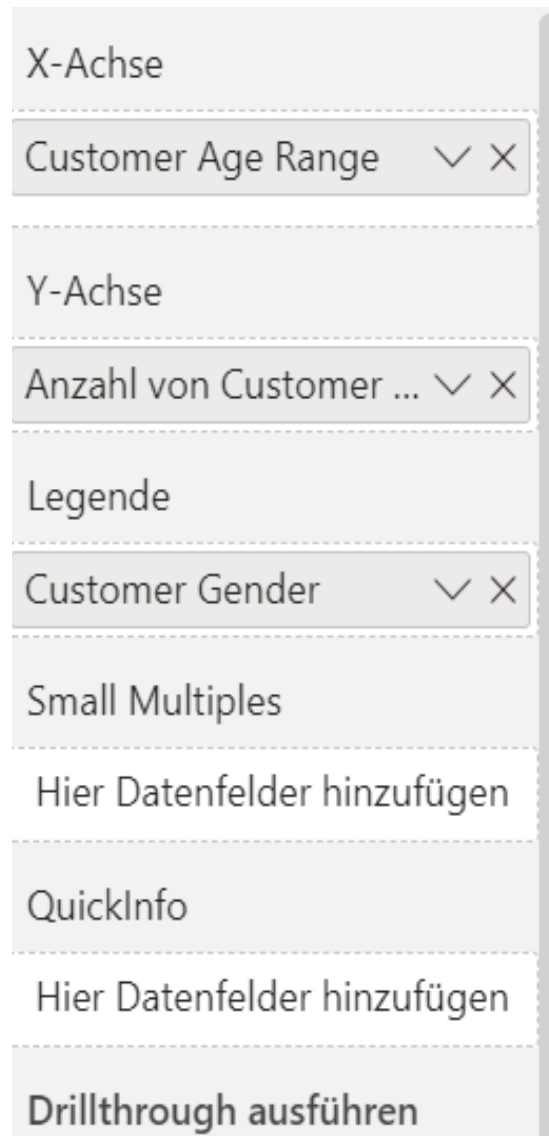 X-Achse
Customer Age Range
Y-Achse
Anzahl von Customer ...
Legende
Customer Gender
Small Multiples
Hier Datenfelder hinzufügen
QuickInfo
Hier Datenfelder hinzufügen
Drillthrough ausführen